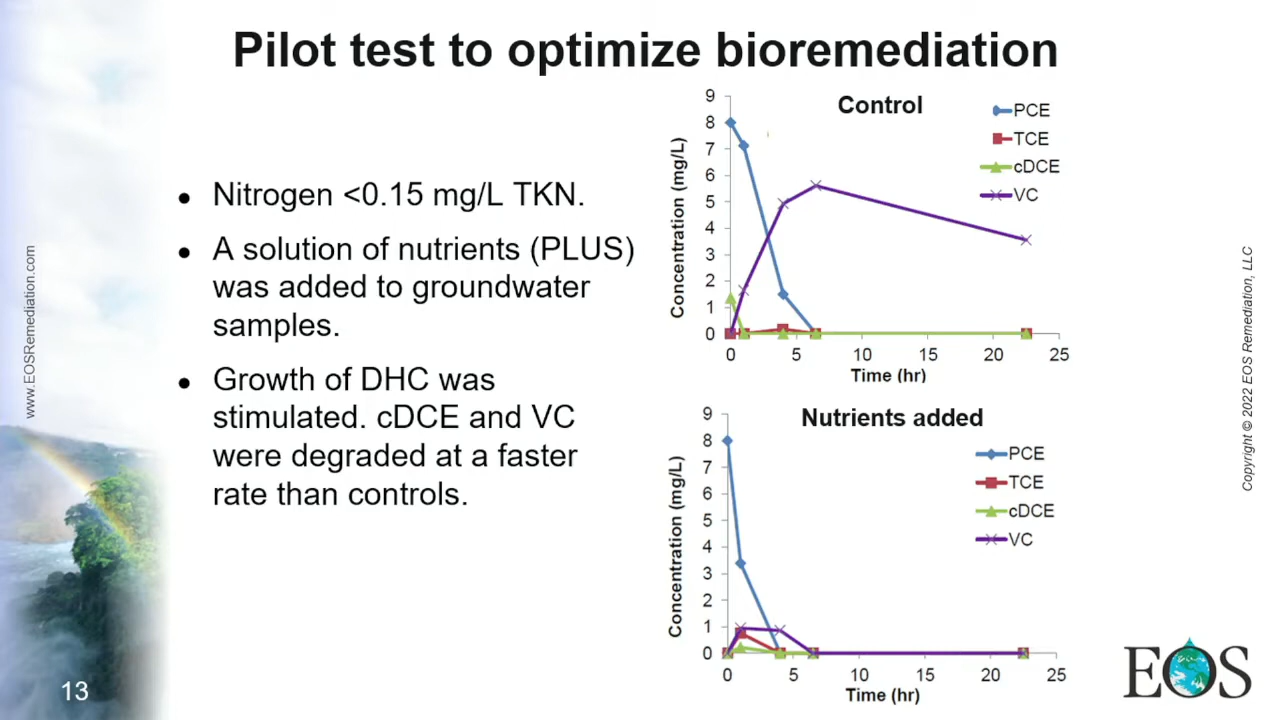 Pilot test to optimize bioremediation
● Nitrogen <0.15 mg/L TKN.
● A solution of nutrients (PLUS)
was added to groundwater
samples.
● Growth of DHC was
stimulated. cDCE and VC
were degraded at a faster
rate than controls.
Control
Concentration (mg/L)
9
8
7
6
5
4
3
2
1
0
0 5 10 15 20 25
Time (hr)
PCE
TCE
cDCE
VC
Nutrients added
Concentration (mg/L)
9
8
7
6
5
4
3
2
1
0
0 5 10 15 20 25
Time (hr)
PCE
TCE
cDCE
VC
www.EOSRemediation.com
Copyright © 2022 EOS Remediation, LLC
13
EOS